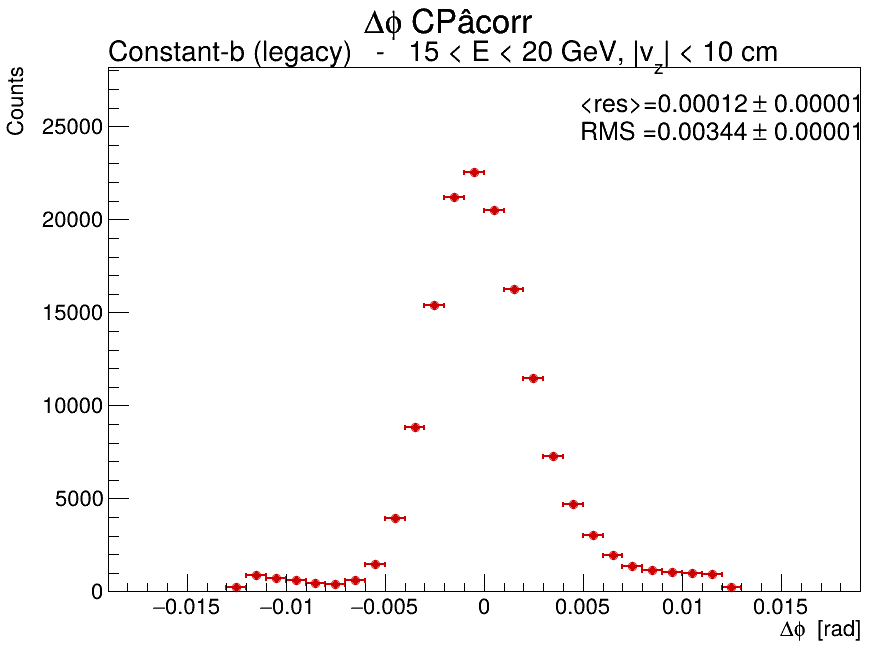 Δϕ CPâcorr
Constant-b (legacy) - 15 < E < 20 GeV, |v_z| < 10 cm
<res>=0.00012 ± 0.00001
RMS =0.00344 ± 0.00001
Counts
25000
20000
15000
10000
5000
0
−0.015 −0.01 −0.005 0 0.005 0.01 0.015
Δϕ [rad]